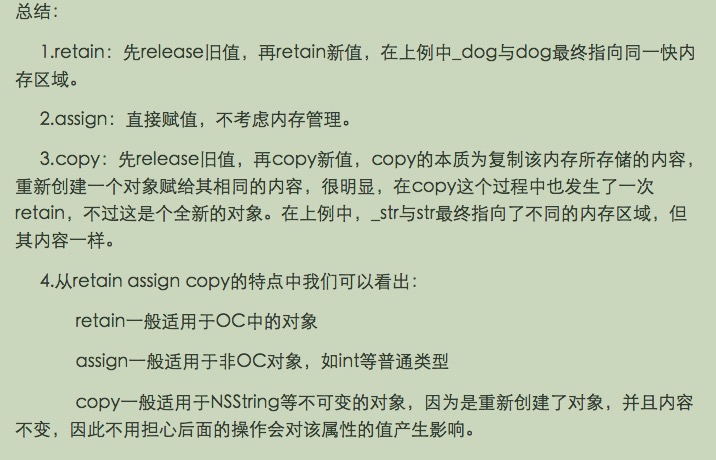 总结：
1.retain：先release旧值，再retain新值，在上例中_dog与dog最终指向同一快内
存区域。
2.assign：直接赋值，不考虑内存管理。
3.copy：先release旧值，再copy新值，copy的本质为复制该内存所存储的内容，
重新创建一个对象赋给其相同的内容，很明显，在copy这个过程中也发生了一次
retain，不过这是个全新的对象。在上例中，_str与str最终指向了不同的内存区域，但
其内容一样。
4.从retain assign copy的特点中我们可以看出：
retain一般适用于OC中的对象
assign一般适用于非OC对象，如int等普通类型
copy一般适用于NSString等不可变的对象，因为是重新创建了对象，并且内容
不变，因此不用担心后面的操作会对该属性的值产生影响。